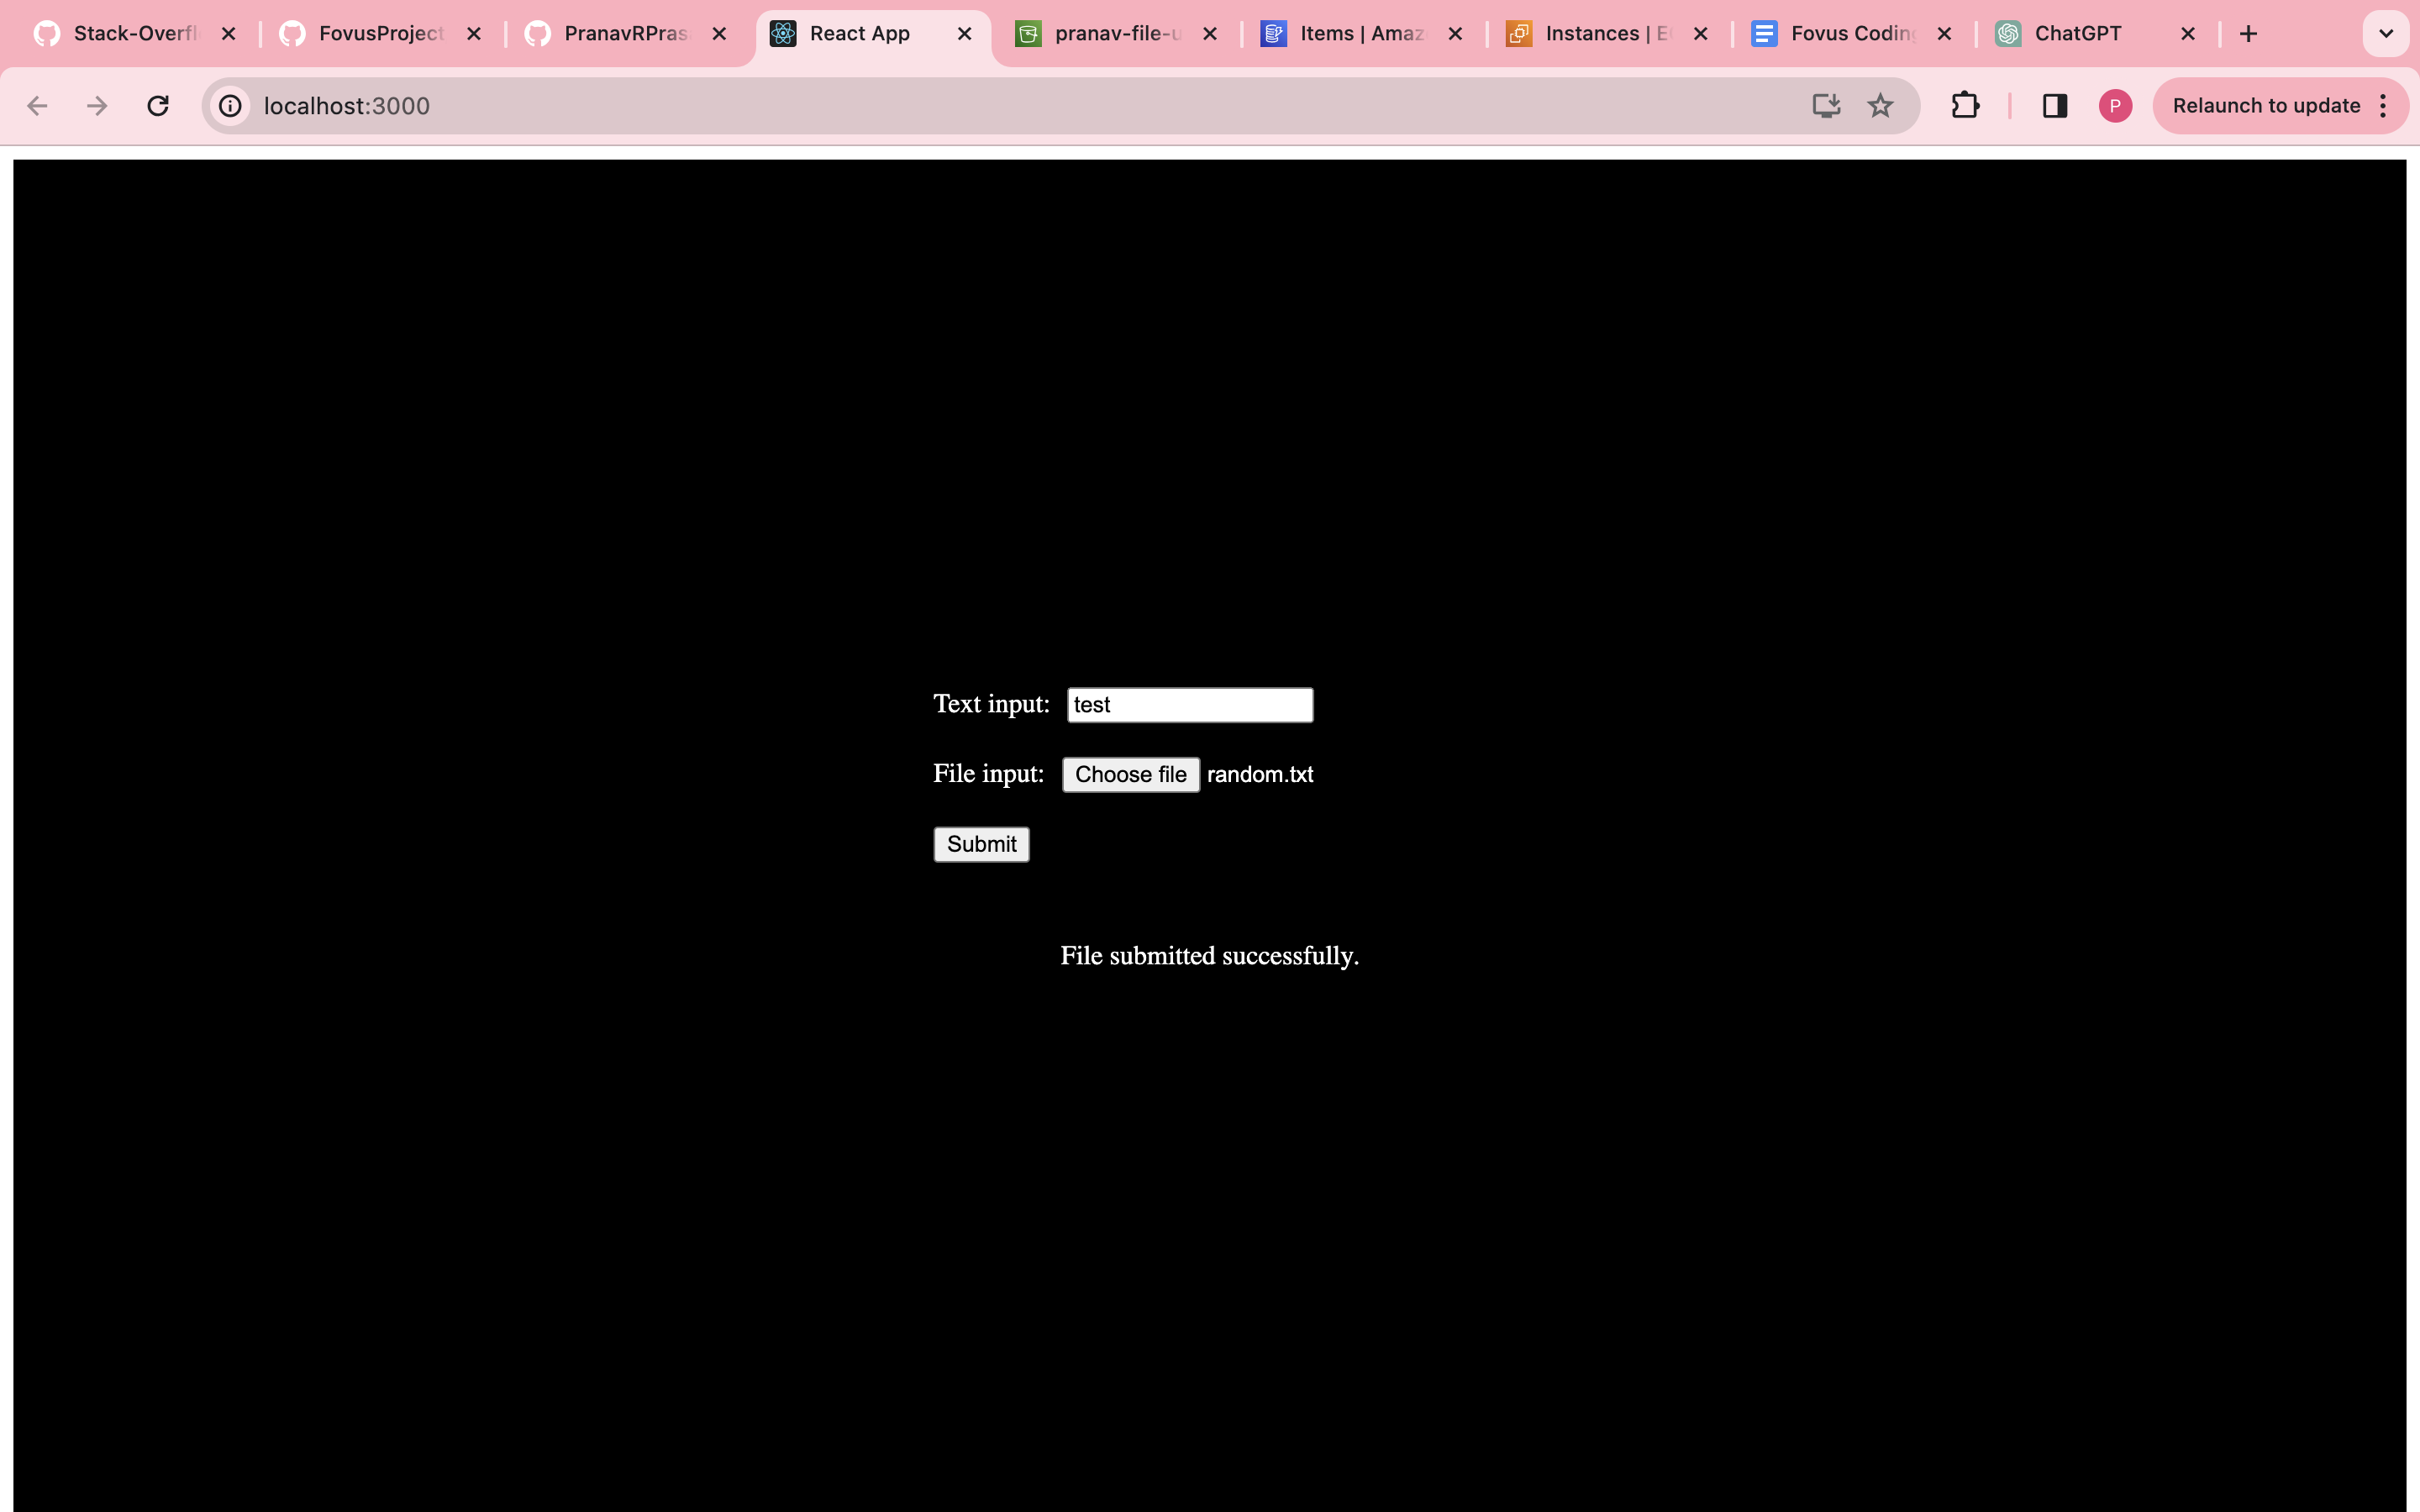 Stack-Overfl FovusProject PranavRPras React App pranav-file-u Items | Amaz Instances | E Fovus Coding ChatGPT
localhost:3000 P Relaunch to update
Text input: test
File input: Choose file random.txt
Submit
File submitted successfully.